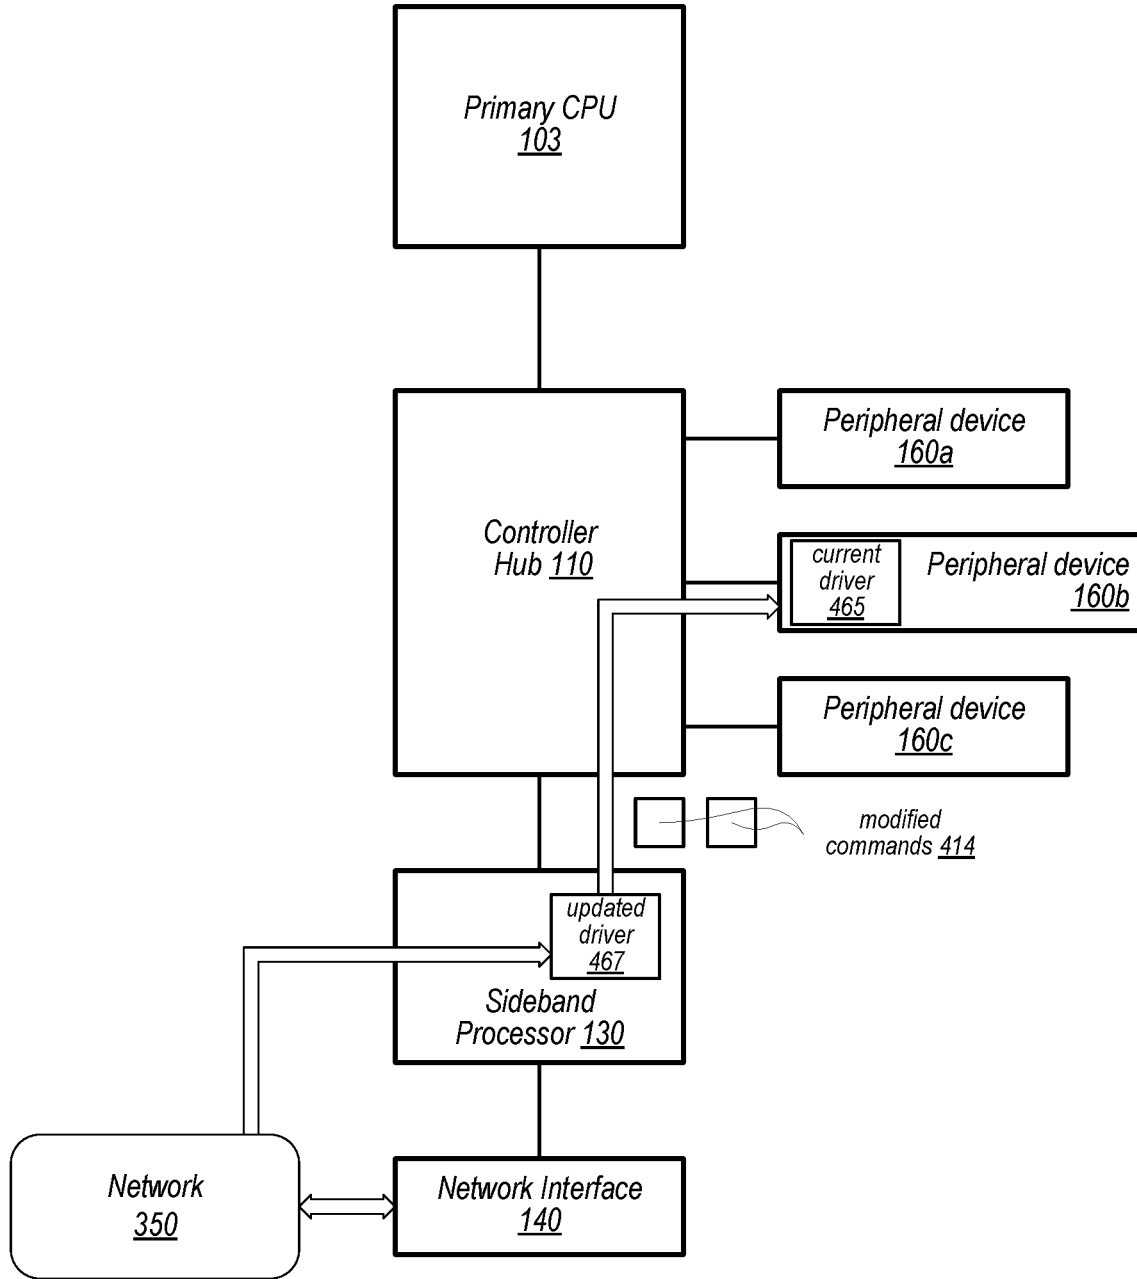 Primary CPU
103
Controller
Hub 110
Peripheral device
160a
current
driver
465
Peripheral device
160b
Peripheral device
160c
modified
commands 414
updated
driver
467
Sideband
Processor 130
Network
350
Network Interface
140